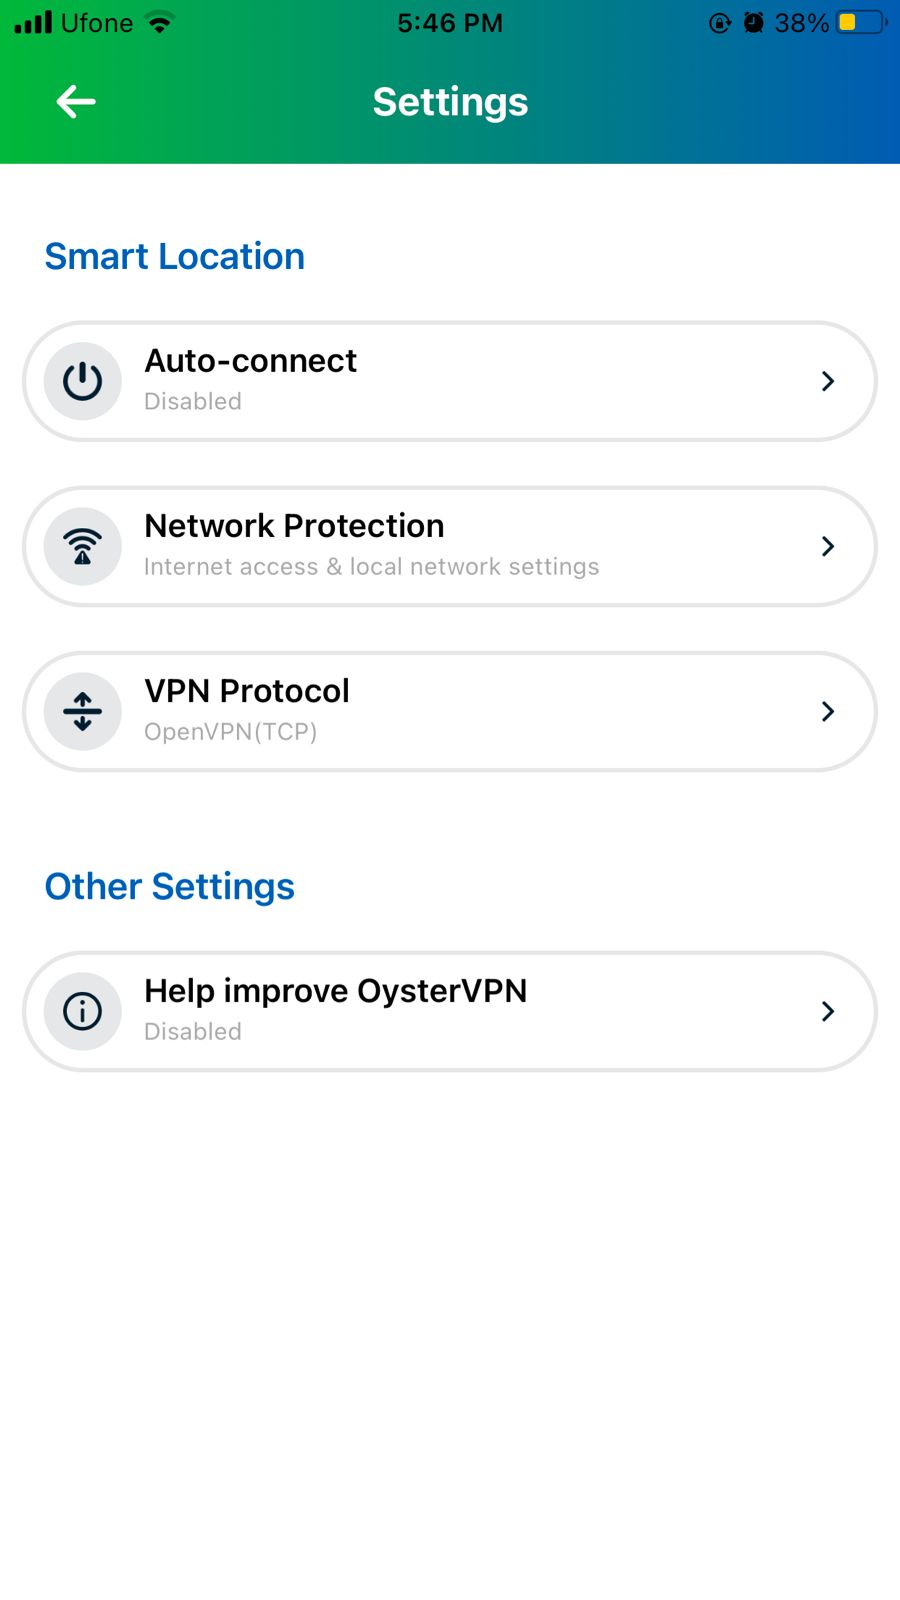 Ufone 5:46 PM 38%
Settings
Smart Location
Auto-connect
Disabled
Network Protection
Internet access & local network settings
VPN Protocol
OpenVPN(TCP)
Other Settings
Help improve OysterVPN
Disabled